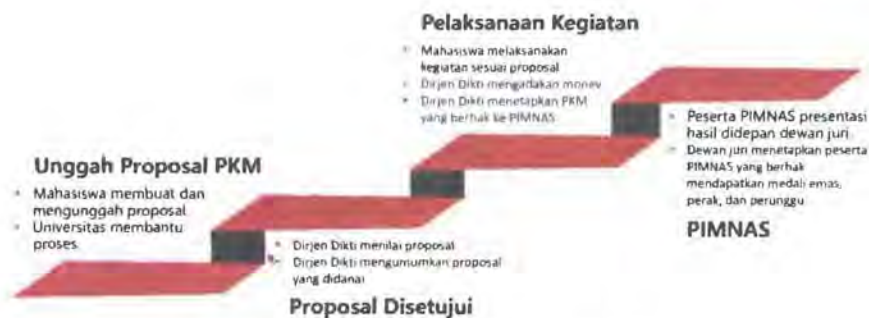 Unggah Proposal PKM
Mahasiswa membuat dan
mengunggah proposal
Universitas membantu
proses
Dirjen Dikti menilai proposal
Dirjen Dikti mengumumkan proposal
yang didanai
Proposal Disetujui
Pelaksanaan Kegiatan
Mahasiswa melaksanakan
kegiatan sesuai proposal
Dirjen Dikti mengadakan monev
Dirjen Dikti menetapkan PKM
yang berhak ke PIMNAS
Peserta PIMNAS presentasi
hasil didepan dewan juri
Dewan juri menetapkan peserta
PIMNAS yang berhak
mendapatkan medali emas,
perak, dan perunggu
PIMNAS